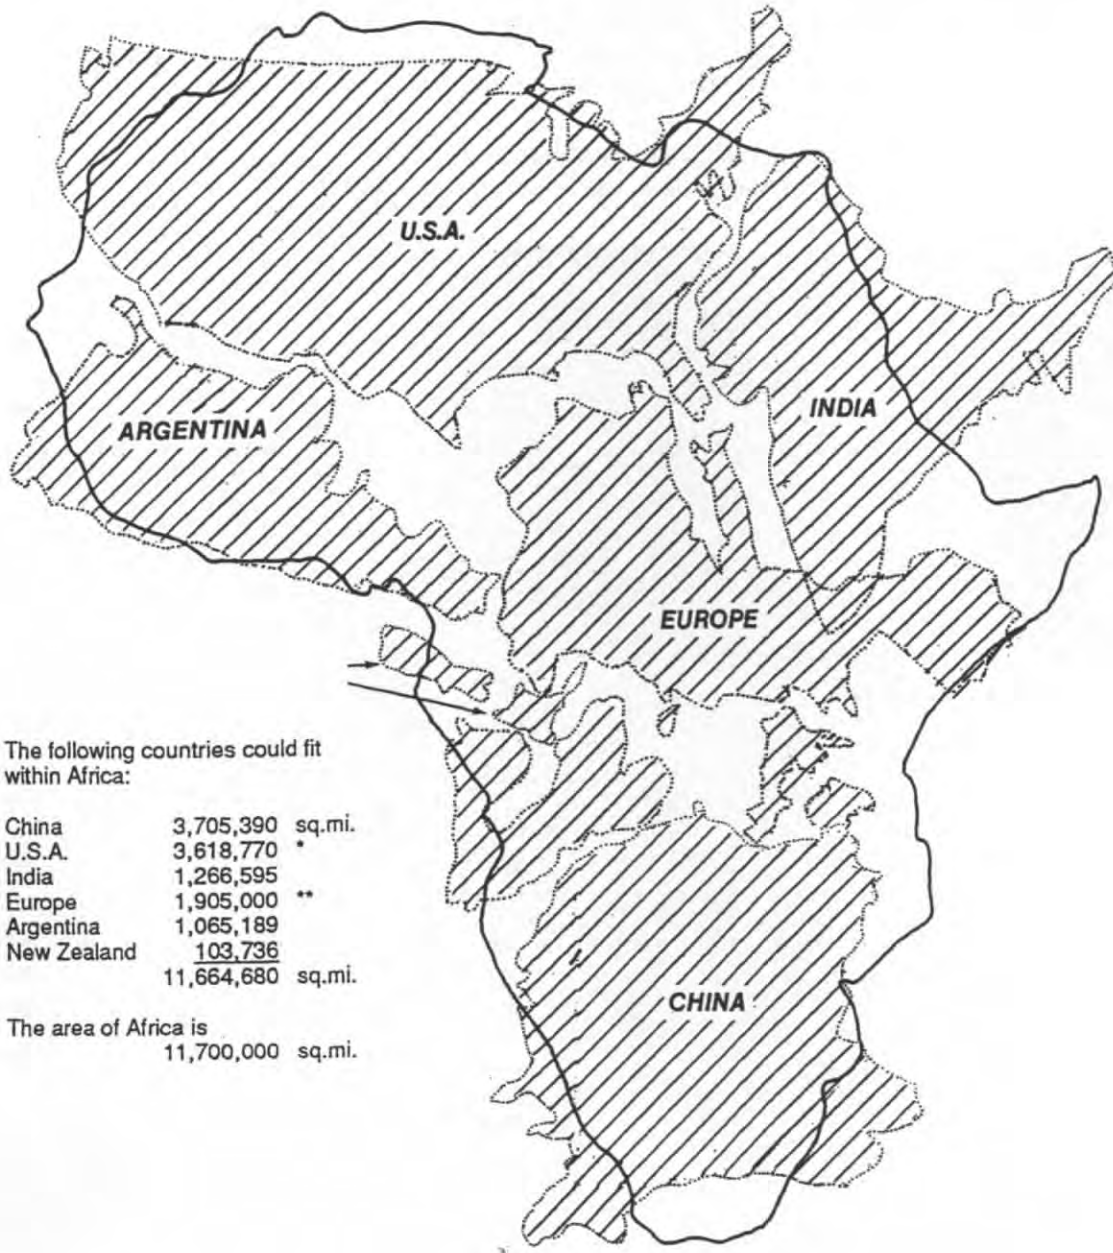 U.S.A.
ARGENTINA
INDIA
EUROPE
CHINA
The following countries could fit
within Africa:
China 3,705,390 sq.mi.
U.S.A. 3,618,770 *
India 1,266,595
Europe 1,905,000 **
Argentina 1,065,189
New Zealand 103,736
11,664,680 sq.mi.
The area of Africa is
11,700,000 sq.mi.